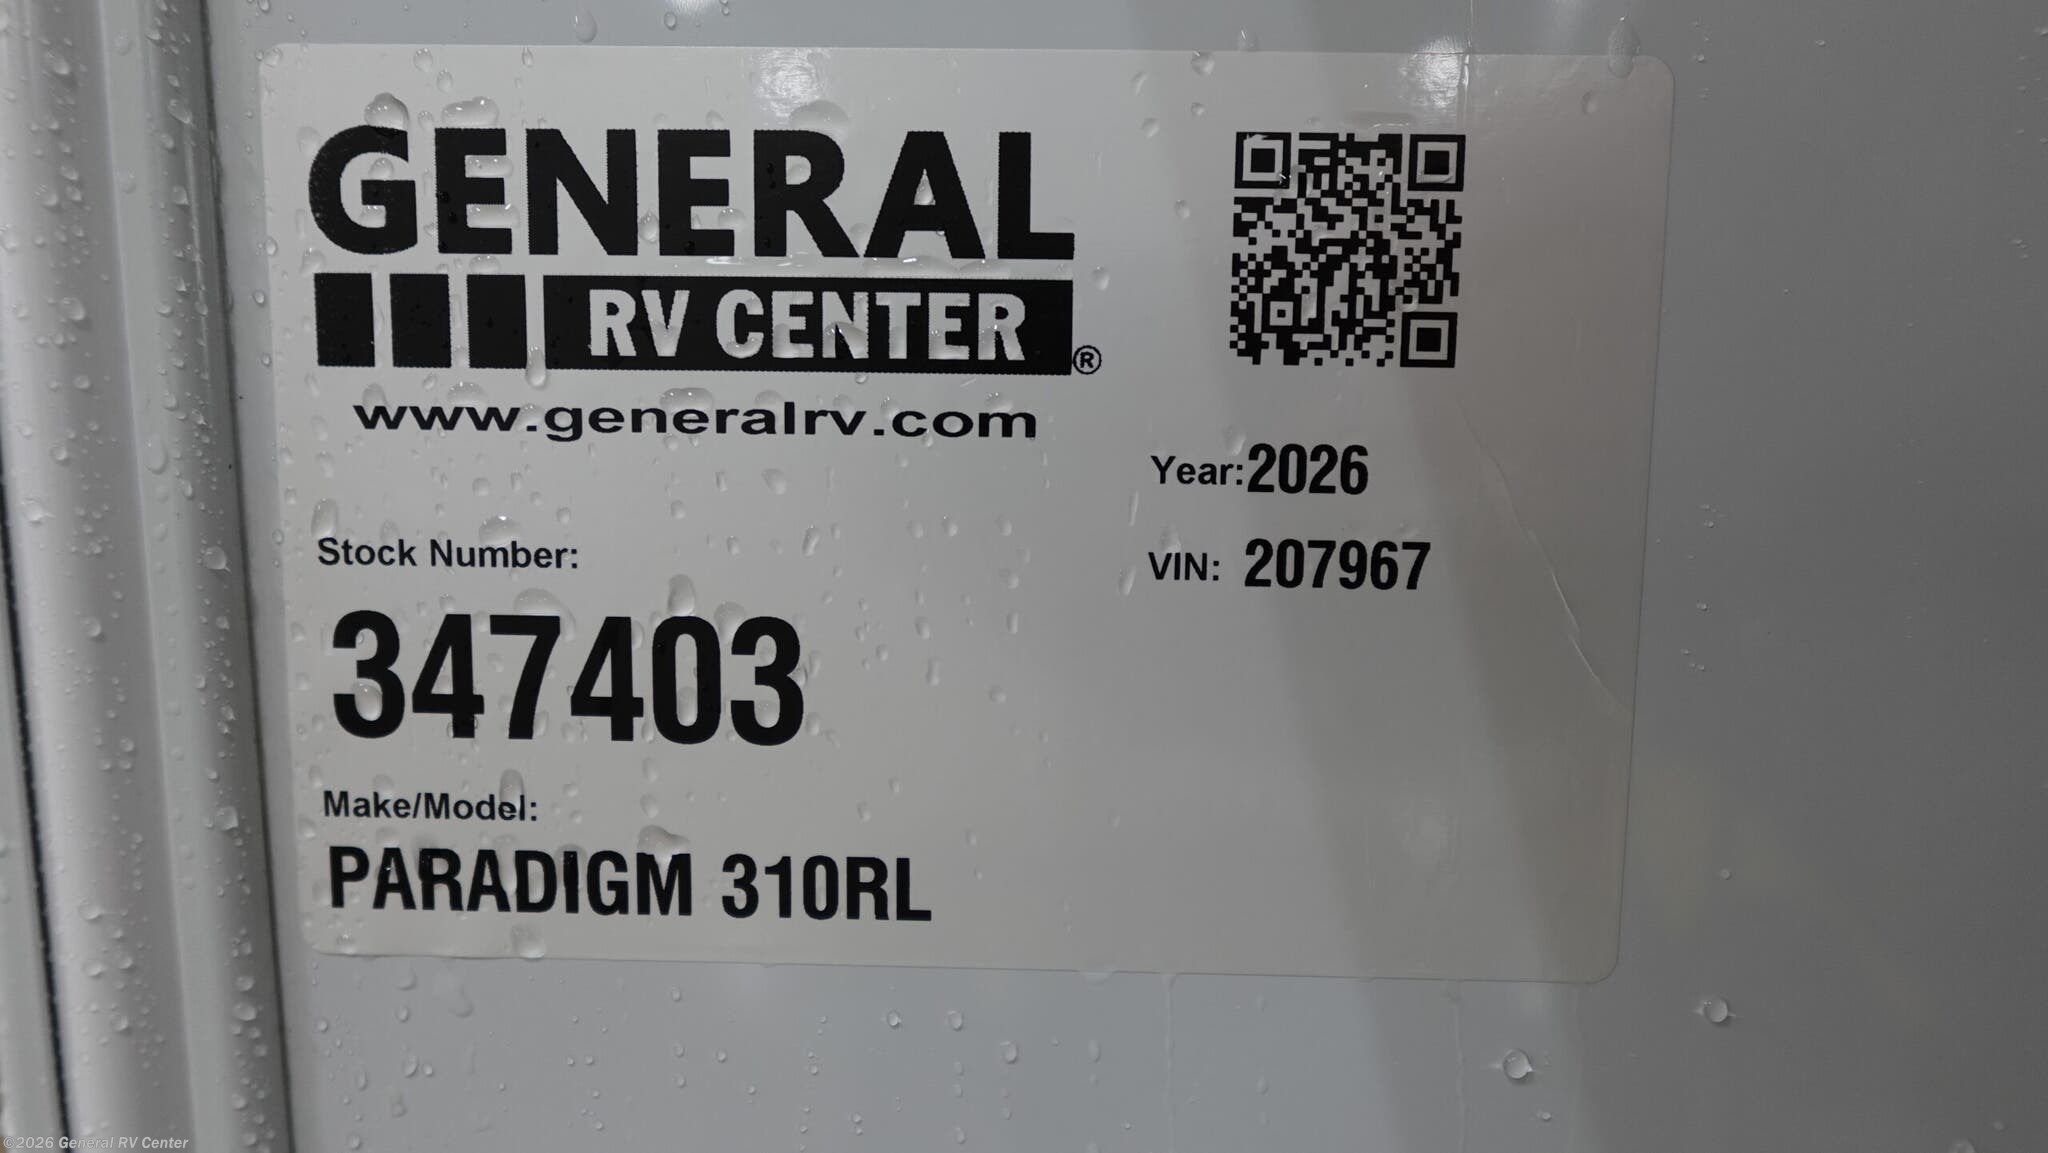 GENERAL
RV CENTER®
www.generalrv.com
Year: 2026
Stock Number:
VIN: 207967
347403
Make/Model:
PARADIGM 310RL
©2026 General RV Center